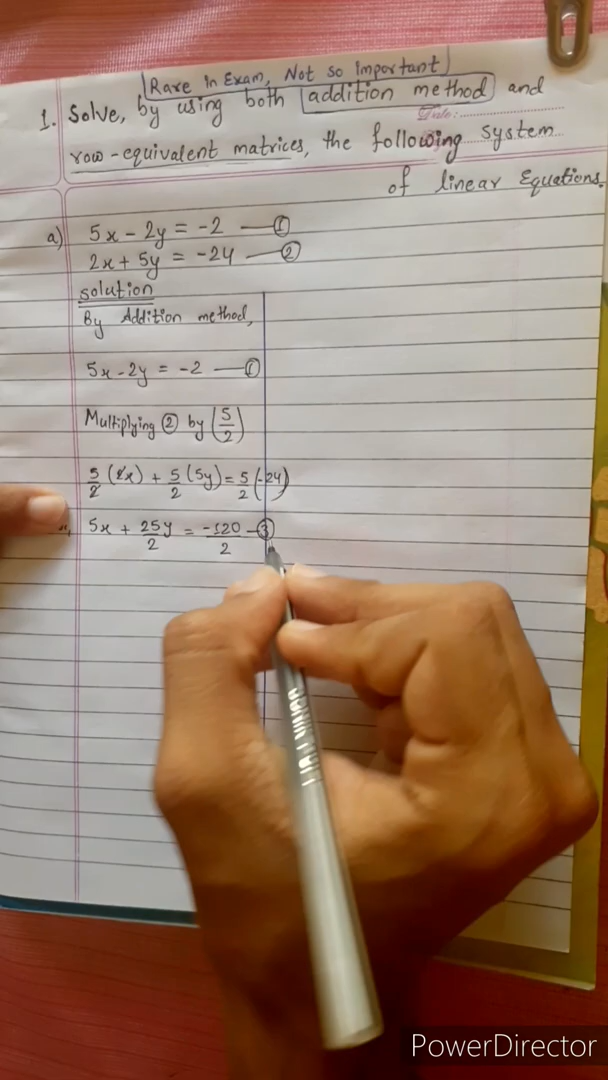 Rare In Exam, Not so Important
1. Solve, by using both addition method and
Date:
row-equivalent matrices, the following system
of linear Equations.
a) 5x - 2y = -2 — ①
2x + 5y = -24 — ②
solution
By Addition method,
5x - 2y = -2 — ①
Multiplying ② by (5/2)
5/2 (2x) + 5/2 (5y) = 5/2 (-24)
5x + 25y/2 = -120/2 — ③
PowerDirector